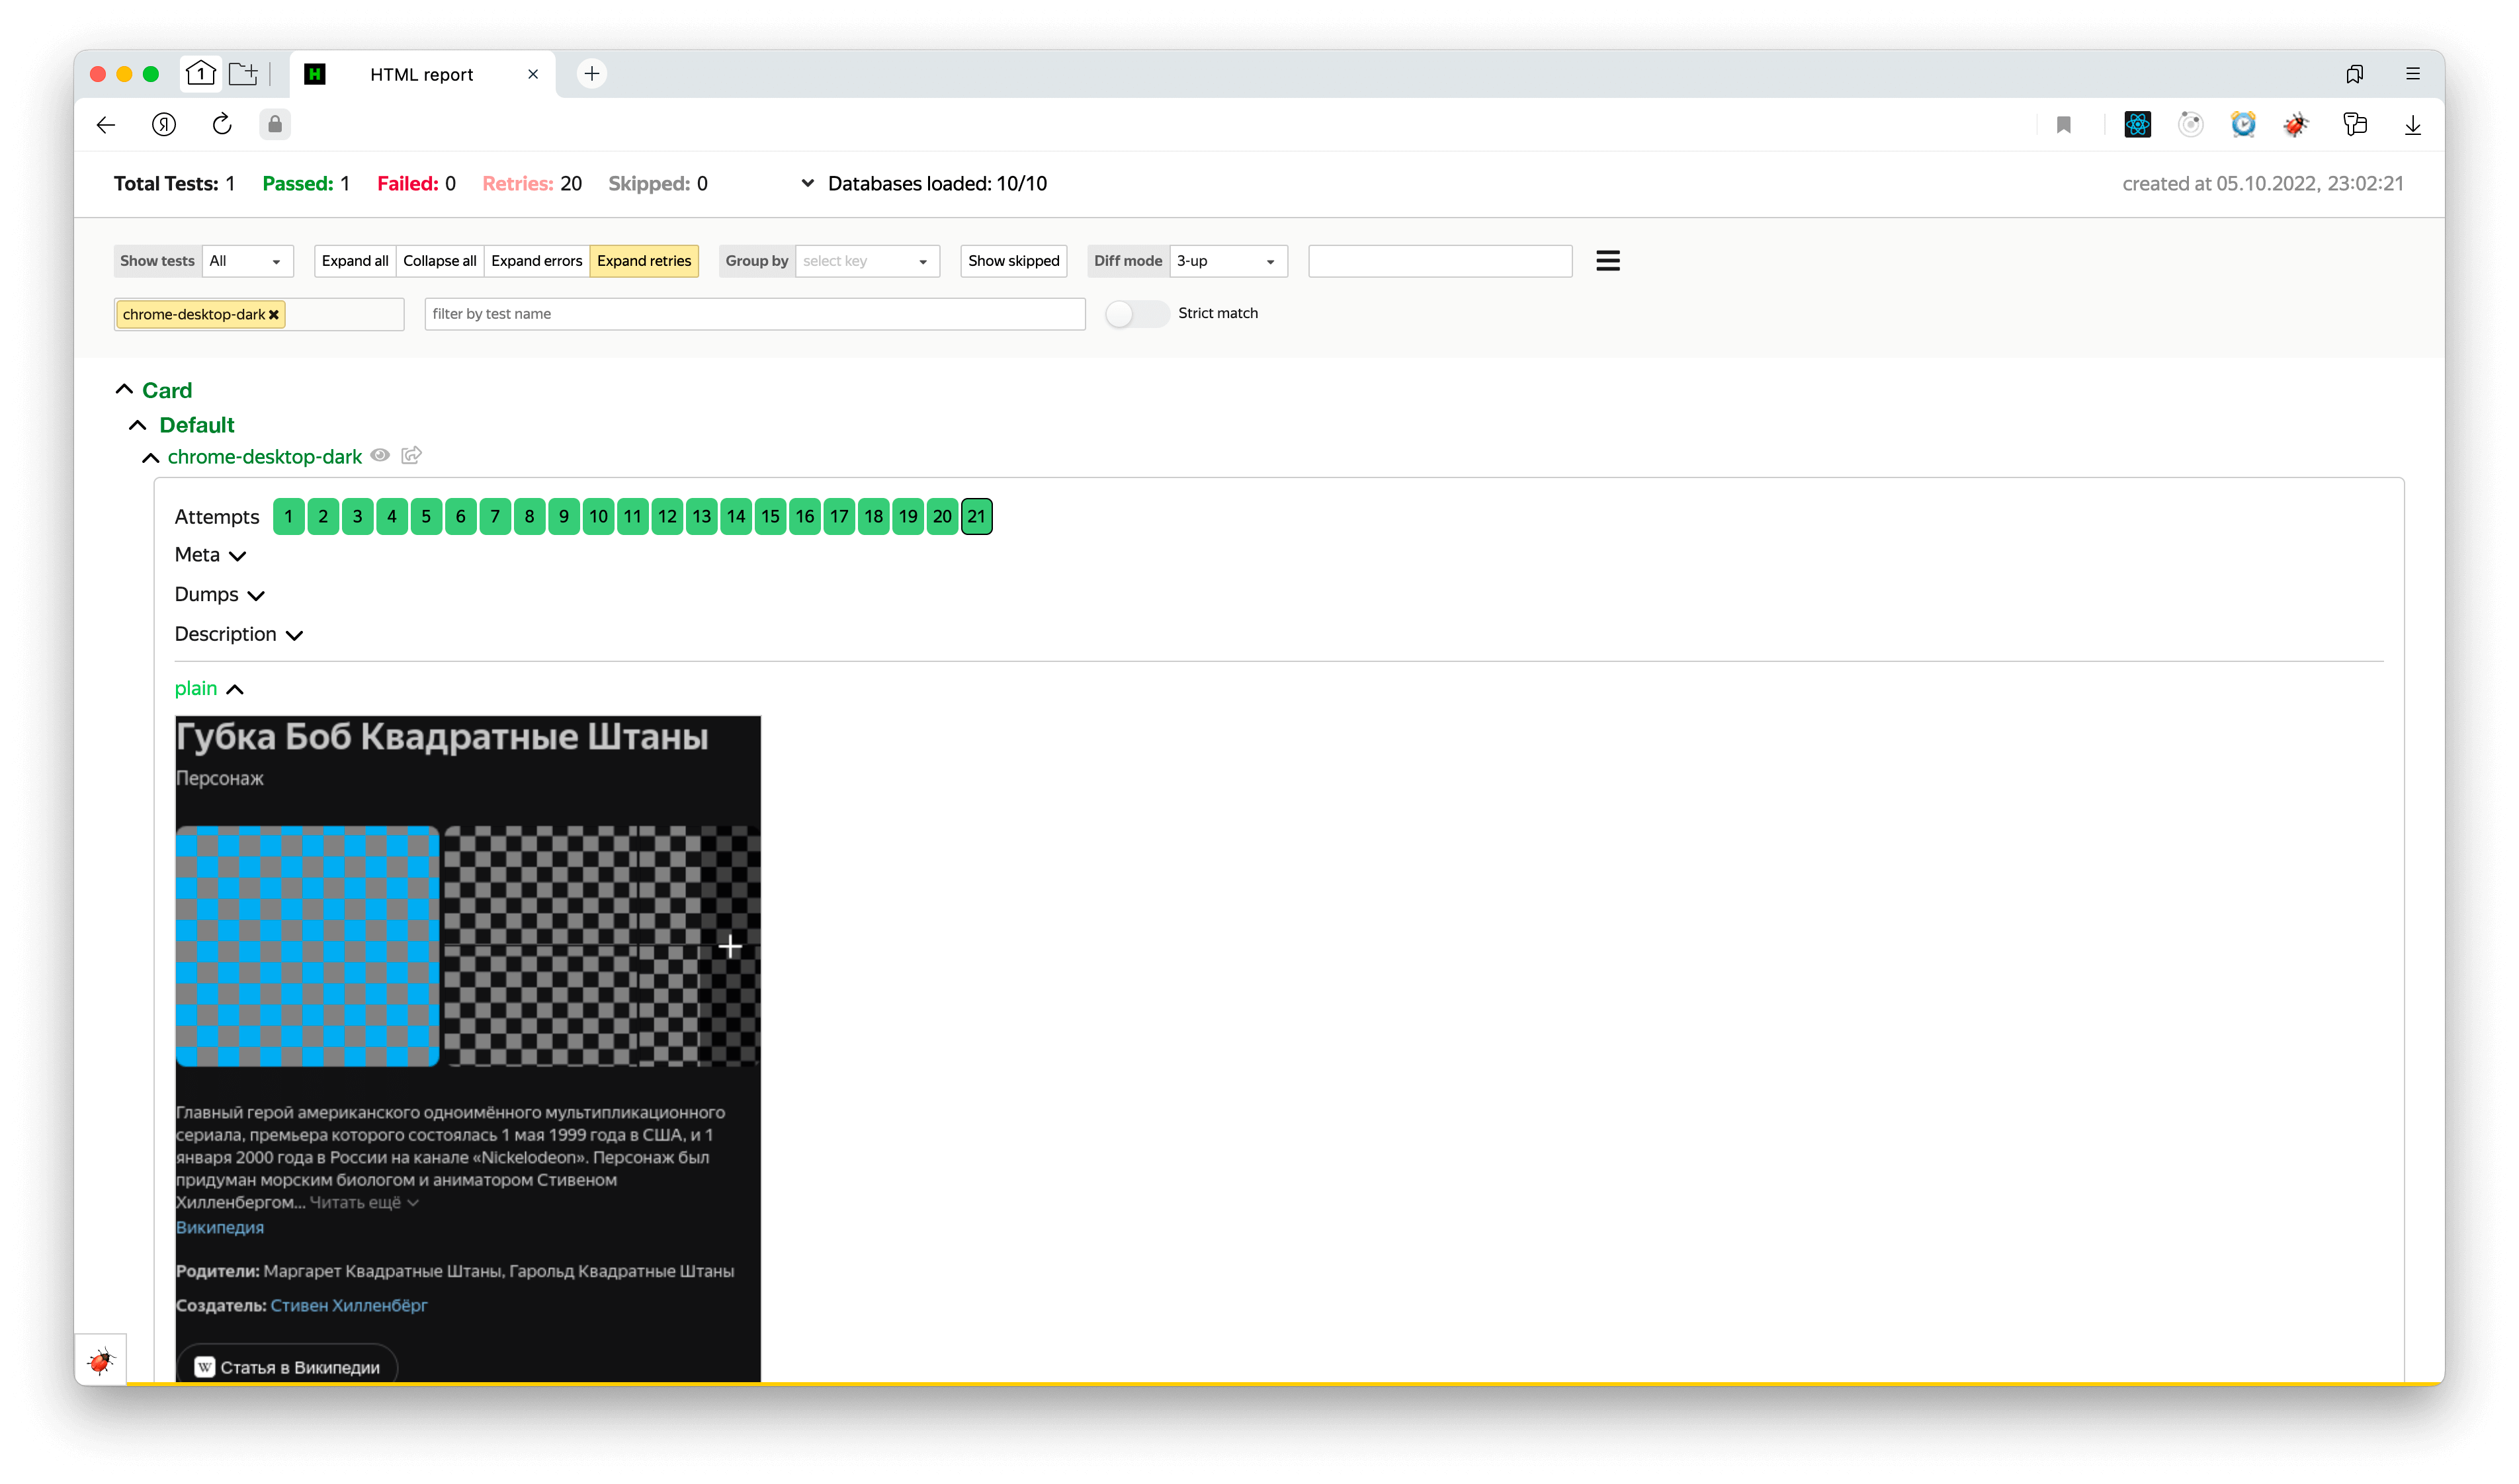 1 HTML report
Total Tests: 1 Passed: 1 Failed: 0 Retries: 20 Skipped: 0 Databases loaded: 10/10 created at 05.10.2022, 23:02:21
Show tests All Expand all Collapse all Expand errors Expand retries Group by select key Show skipped Diff mode 3-up
chrome-desktop-dark filter by test name Strict match
Card
Default
chrome-desktop-dark
Attempts 1 2 3 4 5 6 7 8 9 10 11 12 13 14 15 16 17 18 19 20 21
Meta
Dumps
Description
plain
Губка Боб Квадратные Штаны
Персонаж
Главный герой американского одноимённого мультипликационного
сериала, премьера которого состоялась 1 мая 1999 года в США, и 1
января 2000 года в России на канале «Nickelodeon». Персонаж был
придуман морским биологом и аниматором Стивеном
Хилленбергом... Читать ещё
Википедия
Родители: Маргарет Квадратные Штаны, Гарольд Квадратные Штаны
Создатель: Стивен Хилленбёрг
W Статья в Википедии